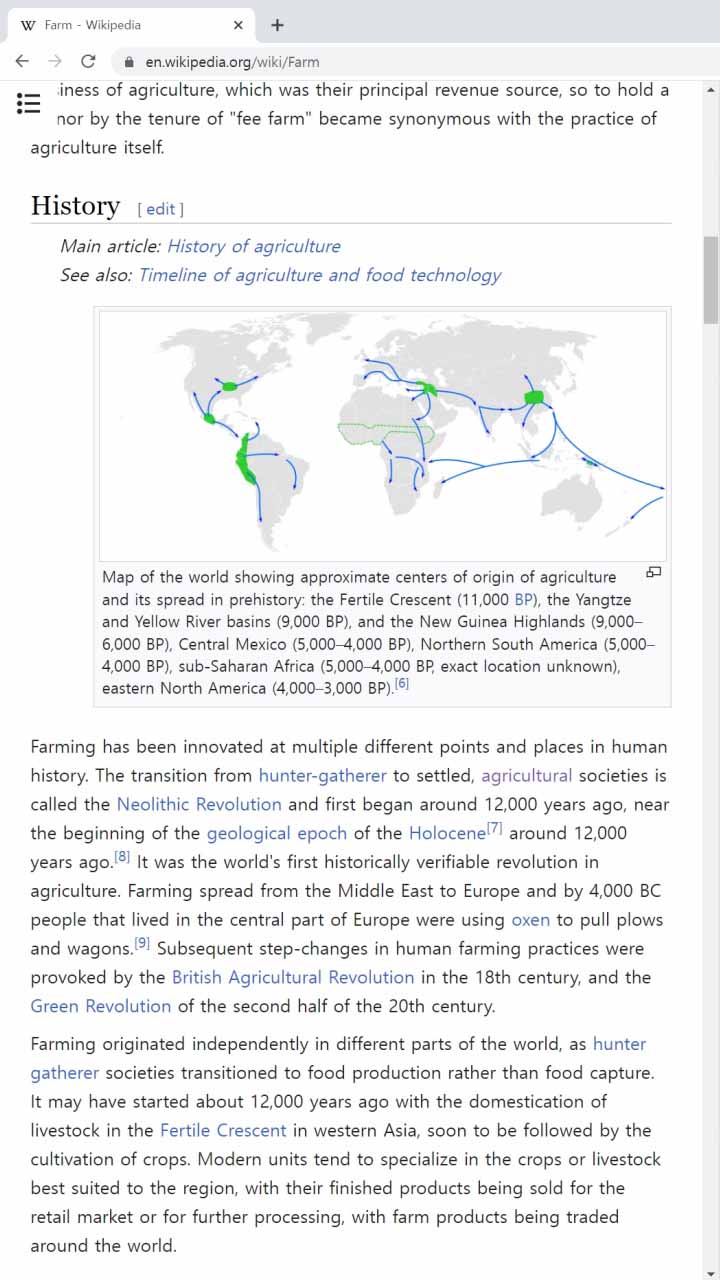 W Farm - Wikipedia
en.wikipedia.org/wiki/Farm
iness of agriculture, which was their principal revenue source, so to hold a
nor by the tenure of "fee farm" became synonymous with the practice of
agriculture itself.
History [ edit ]
Main article: History of agriculture
See also: Timeline of agriculture and food technology
Map of the world showing approximate centers of origin of agriculture
and its spread in prehistory: the Fertile Crescent (11,000 BP), the Yangtze
and Yellow River basins (9,000 BP), and the New Guinea Highlands (9,000–
6,000 BP), Central Mexico (5,000–4,000 BP), Northern South America (5,000–
4,000 BP), sub-Saharan Africa (5,000–4,000 BP, exact location unknown),
eastern North America (4,000–3,000 BP).[6]
Farming has been innovated at multiple different points and places in human
history. The transition from hunter-gatherer to settled, agricultural societies is
called the Neolithic Revolution and first began around 12,000 years ago, near
the beginning of the geological epoch of the Holocene[7] around 12,000
years ago.[8] It was the world's first historically verifiable revolution in
agriculture. Farming spread from the Middle East to Europe and by 4,000 BC
people that lived in the central part of Europe were using oxen to pull plows
and wagons.[9] Subsequent step-changes in human farming practices were
provoked by the British Agricultural Revolution in the 18th century, and the
Green Revolution of the second half of the 20th century.
Farming originated independently in different parts of the world, as hunter
gatherer societies transitioned to food production rather than food capture.
It may have started about 12,000 years ago with the domestication of
livestock in the Fertile Crescent in western Asia, soon to be followed by the
cultivation of crops. Modern units tend to specialize in the crops or livestock
best suited to the region, with their finished products being sold for the
retail market or for further processing, with farm products being traded
around the world.